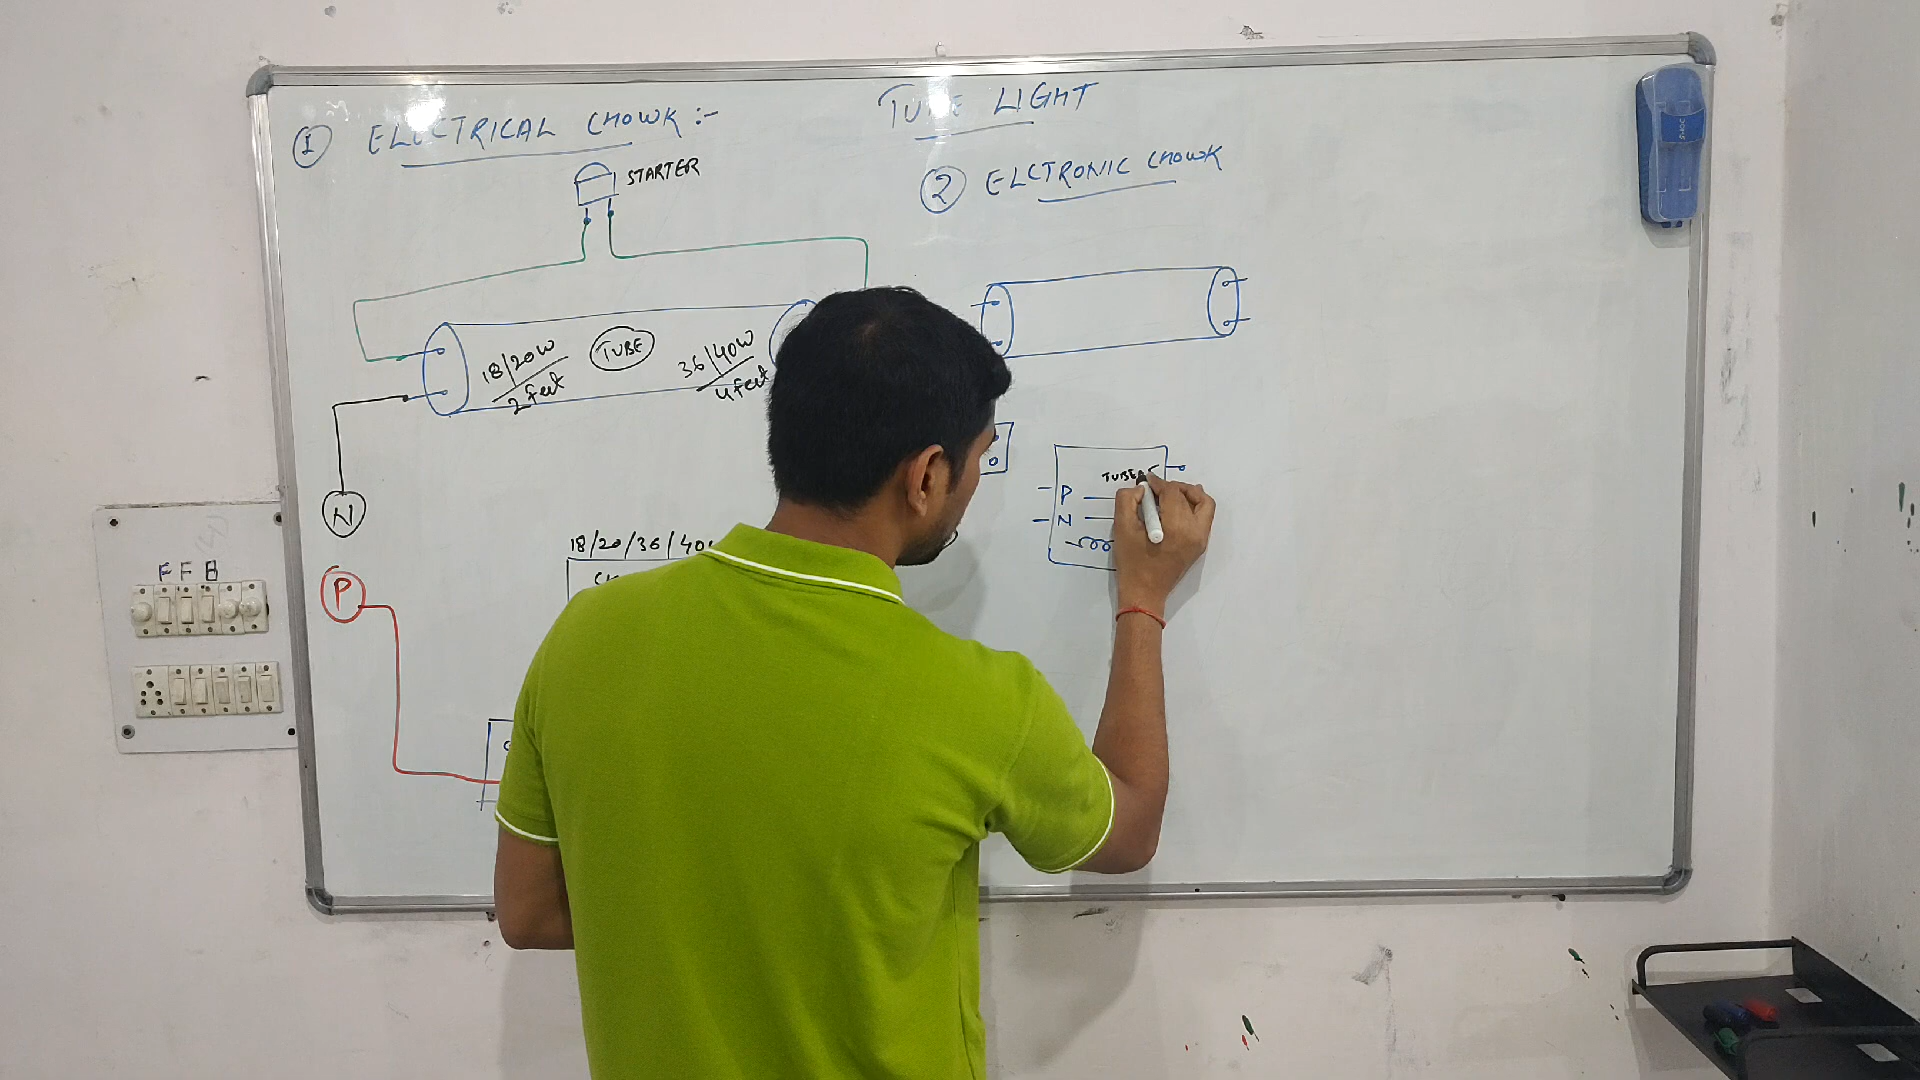 TUBE LIGHT
① ELECTRICAL CHOWK :-
STARTER
18/20W
2 feet
TUBE
36/40W
4 feet
N
P
18/20/36/40
② ELCTRONIC CHOWK
TUBE
P
N
F F B